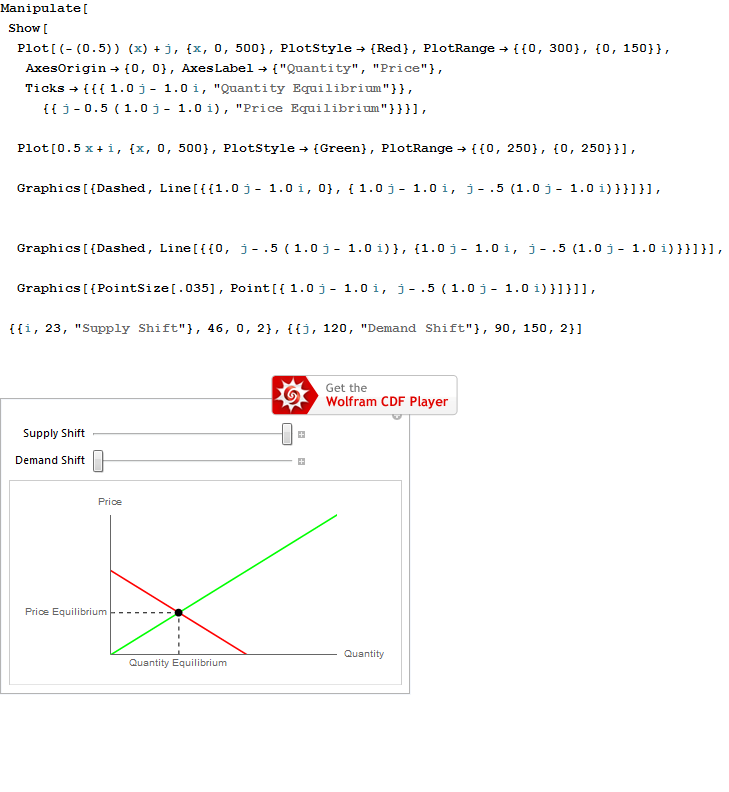 Manipulate[
Show[
Plot[(-(0.5)) (x) + j, {x, 0, 500}, PlotStyle → {Red}, PlotRange → {{0, 300}, {0, 150}},
AxesOrigin → {0, 0}, AxesLabel → {"Quantity", "Price"},
Ticks → {{{ 1.0 j - 1.0 i, "Quantity Equilibrium"}},
{{ j - 0.5 ( 1.0 j - 1.0 i), "Price Equilibrium"}}}],
Plot[0.5 x + i, {x, 0, 500}, PlotStyle → {Green}, PlotRange → {{0, 250}, {0, 250}}],
Graphics[{Dashed, Line[{{1.0 j - 1.0 i, 0}, { 1.0 j - 1.0 i, j - .5 (1.0 j - 1.0 i)}}]}],
Graphics[{Dashed, Line[{{0, j - .5 ( 1.0 j - 1.0 i)}, {1.0 j - 1.0 i, j - .5 (1.0 j - 1.0 i)}}]}],
Graphics[{PointSize[.035], Point[{ 1.0 j - 1.0 i, j - .5 ( 1.0 j - 1.0 i)}]}]],
{{i, 23, "Supply Shift"}, 46, 0, 2}, {{j, 120, "Demand Shift"}, 90, 150, 2}]
Get the
Wolfram CDF Player
Supply Shift
Demand Shift
Price
Price Equilibrium
Quantity
Quantity Equilibrium